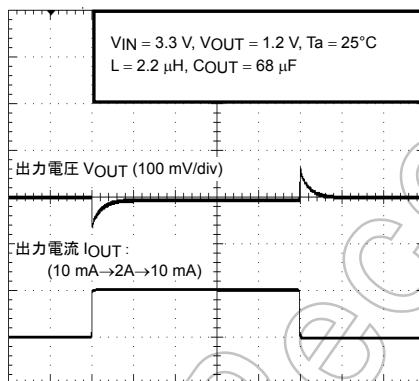 VIN = 3.3 V, VOUT = 1.2 V, Ta = 25°C
L = 2.2 μH, COUT = 68 μF
出力電圧 VOUT (100 mV/div)
出力電流 IOUT :
(10 mA→2A→10 mA)